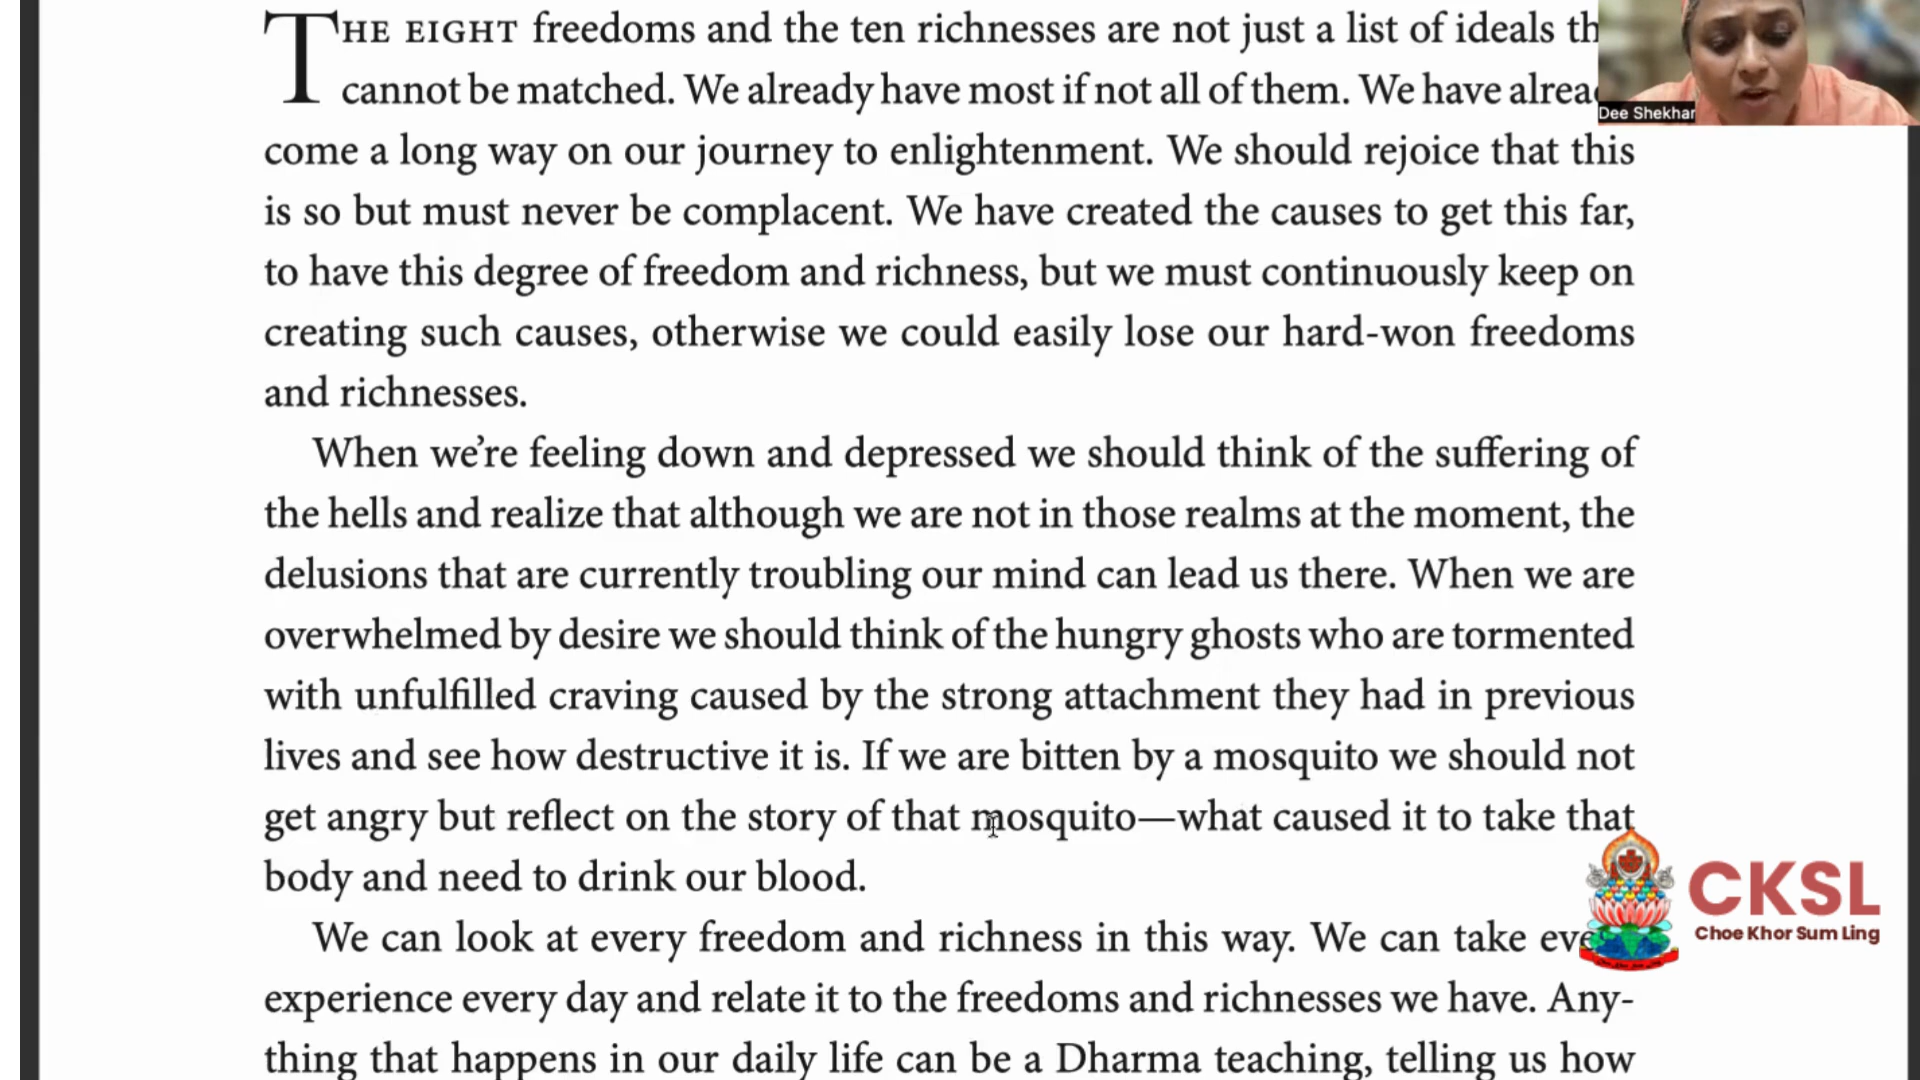 THE EIGHT freedoms and the ten richnesses are not just a list of ideals
cannot be matched. We already have most if not all of them. We have
come a long way on our journey to enlightenment. We should rejoice that this
is so but must never be complacent. We have created the causes to get this far,
to have this degree of freedom and richness, but we must continuously keep on
creating such causes, otherwise we could easily lose our hard-won freedoms
and richnesses.
When we’re feeling down and depressed we should think of the suffering of
the hells and realize that although we are not in those realms at the moment, the
delusions that are currently troubling our mind can lead us there. When we are
overwhelmed by desire we should think of the hungry ghosts who are tormented
with unfulfilled craving caused by the strong attachment they had in previous
lives and see how destructive it is. If we are bitten by a mosquito we should not
get angry but reflect on the story of that mosquito—what caused it to take that
body and need to drink our blood.
We can look at every freedom and richness in this way. We can take
experience every day and relate it to the freedoms and richnesses we have. Any-
thing that happens in our daily life can be a Dharma teaching, telling us how
Dee Shekhar
CKSL
Choe Khor Sum Ling